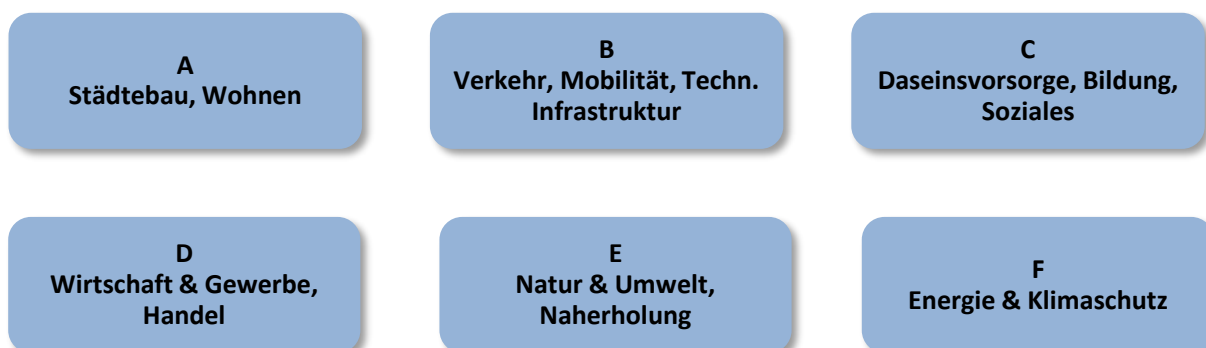 A
Städtebau, Wohnen
B
Verkehr, Mobilität, Techn.
Infrastruktur
C
Daseinsvorsorge, Bildung,
Soziales
D
Wirtschaft & Gewerbe,
Handel
E
Natur & Umwelt,
Naherholung
F
Energie & Klimaschutz